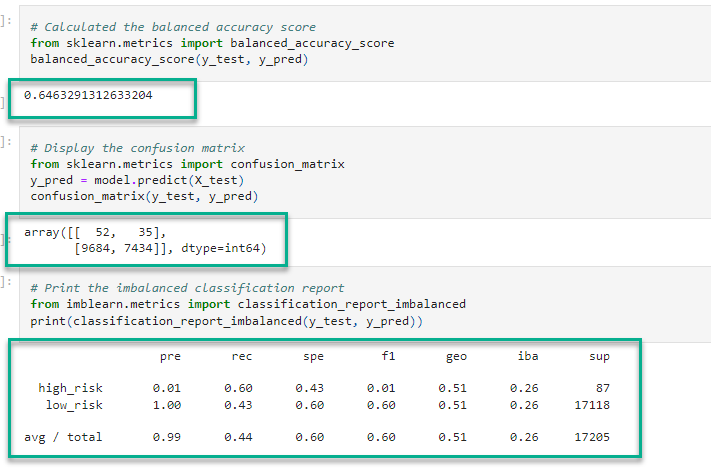 ]:
# Calculated the balanced accuracy score
from sklearn.metrics import balanced_accuracy_score
balanced_accuracy_score(y_test, y_pred)
]
0.6463291312633204
]:
# Display the confusion matrix
from sklearn.metrics import confusion_matrix
y_pred = model.predict(X_test)
confusion_matrix(y_test, y_pred)
]:
array([[  52,   35],
       [9684, 7434]], dtype=int64)
]:
# Print the imbalanced classification report
from imblearn.metrics import classification_report_imbalanced
print(classification_report_imbalanced(y_test, y_pred))
pre rec spe f1 geo iba sup
high_risk 0.01 0.60 0.43 0.01 0.51 0.26 87
low_risk 1.00 0.43 0.60 0.60 0.51 0.26 17118
avg / total 0.99 0.44 0.60 0.60 0.51 0.26 17205